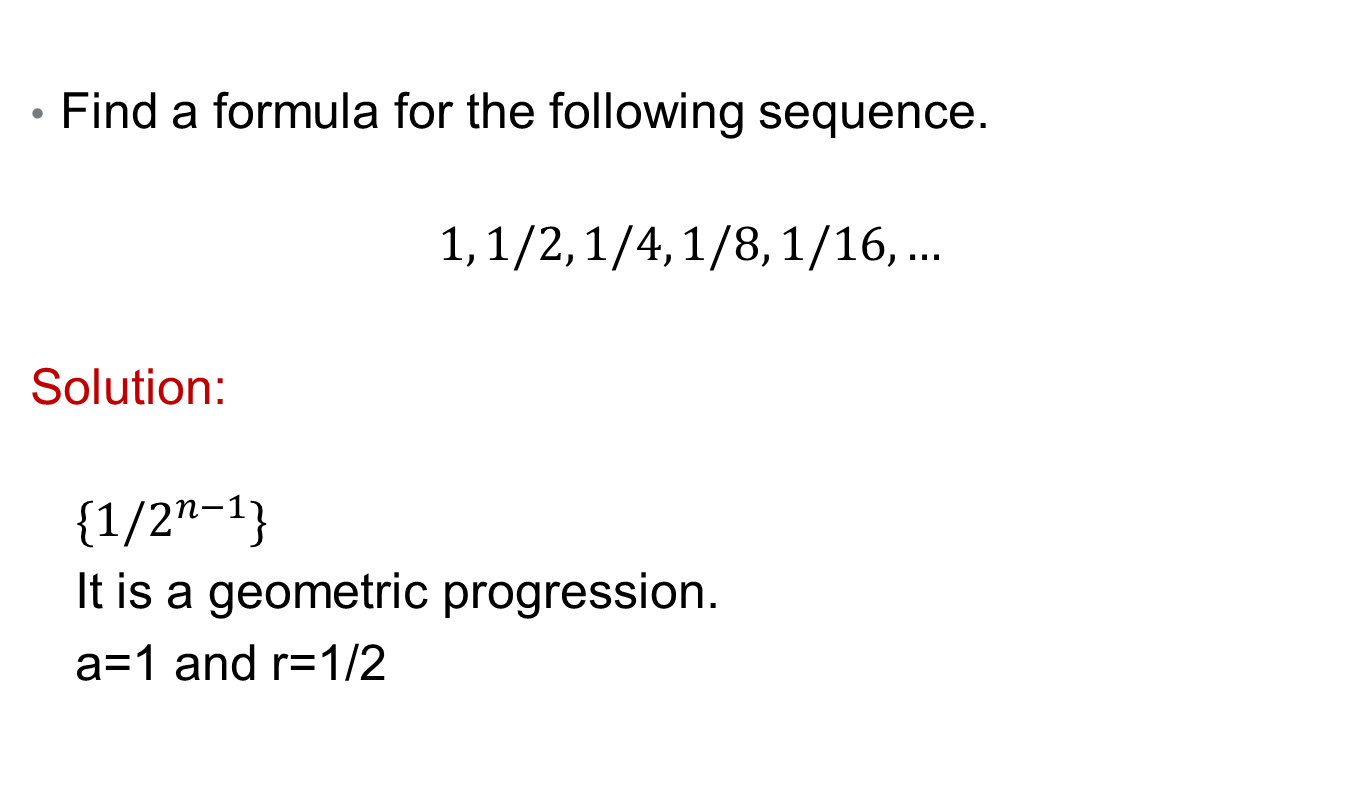 • Find a formula for the following sequence.
1, 1/2, 1/4, 1/8, 1/16, …
Solution:
{1/2ⁿ⁻¹}
It is a geometric progression.
a=1 and r=1/2